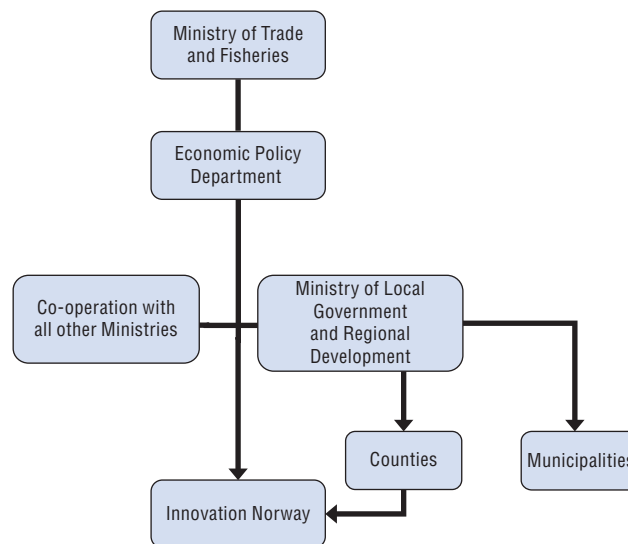 Ministry of Trade
and Fisheries
Economic Policy
Department
Co-operation with
all other Ministries
Ministry of Local
Government
and Regional
Development
Counties
Municipalities
Innovation Norway